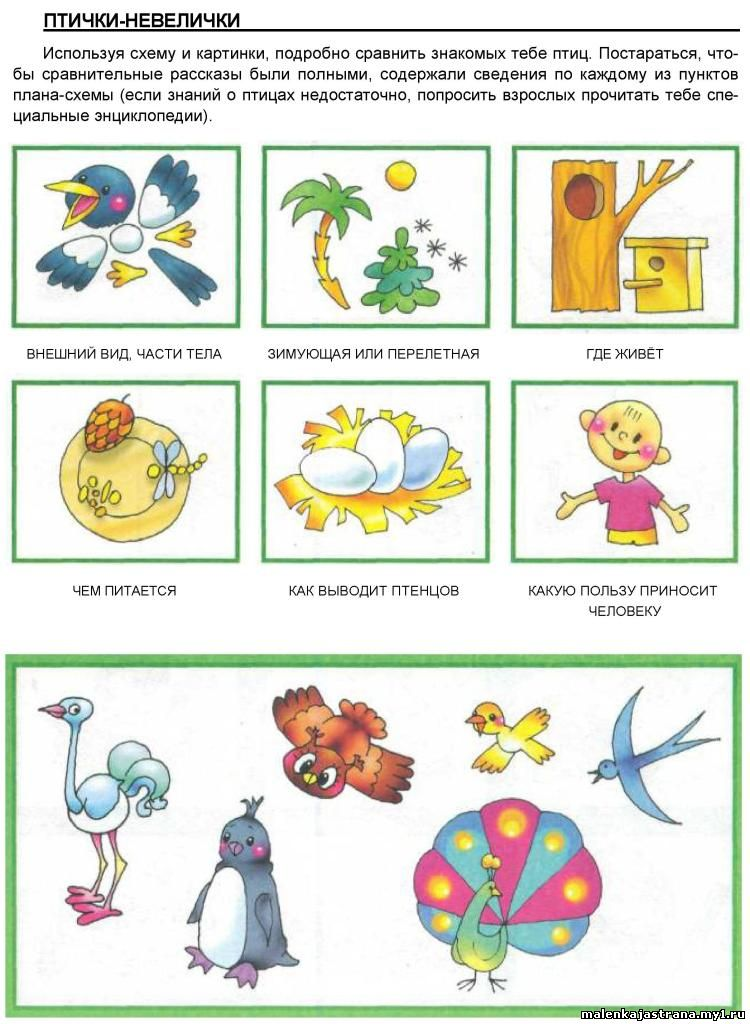 ПТИЧКИ-НЕВЕЛИЧКИ
Используя схему и картинки, подробно сравнить знакомых тебе птиц. Постараться, что-
бы сравнительные рассказы были полными, содержали сведения по каждому из пунктов
плана-схемы (если знаний о птицах недостаточно, попросить взрослых прочитать тебе спе-
циальные энциклопедии).
ВНЕШНИЙ ВИД, ЧАСТИ ТЕЛА
ЗИМУЮЩАЯ ИЛИ ПЕРЕЛЕТНАЯ
ГДЕ ЖИВЁТ
ЧЕМ ПИТАЕТСЯ
КАК ВЫВОДИТ ПТЕНЦОВ
КАКУЮ ПОЛЬЗУ ПРИНОСИТ
ЧЕЛОВЕКУ
malenkajastrana.my1.ru